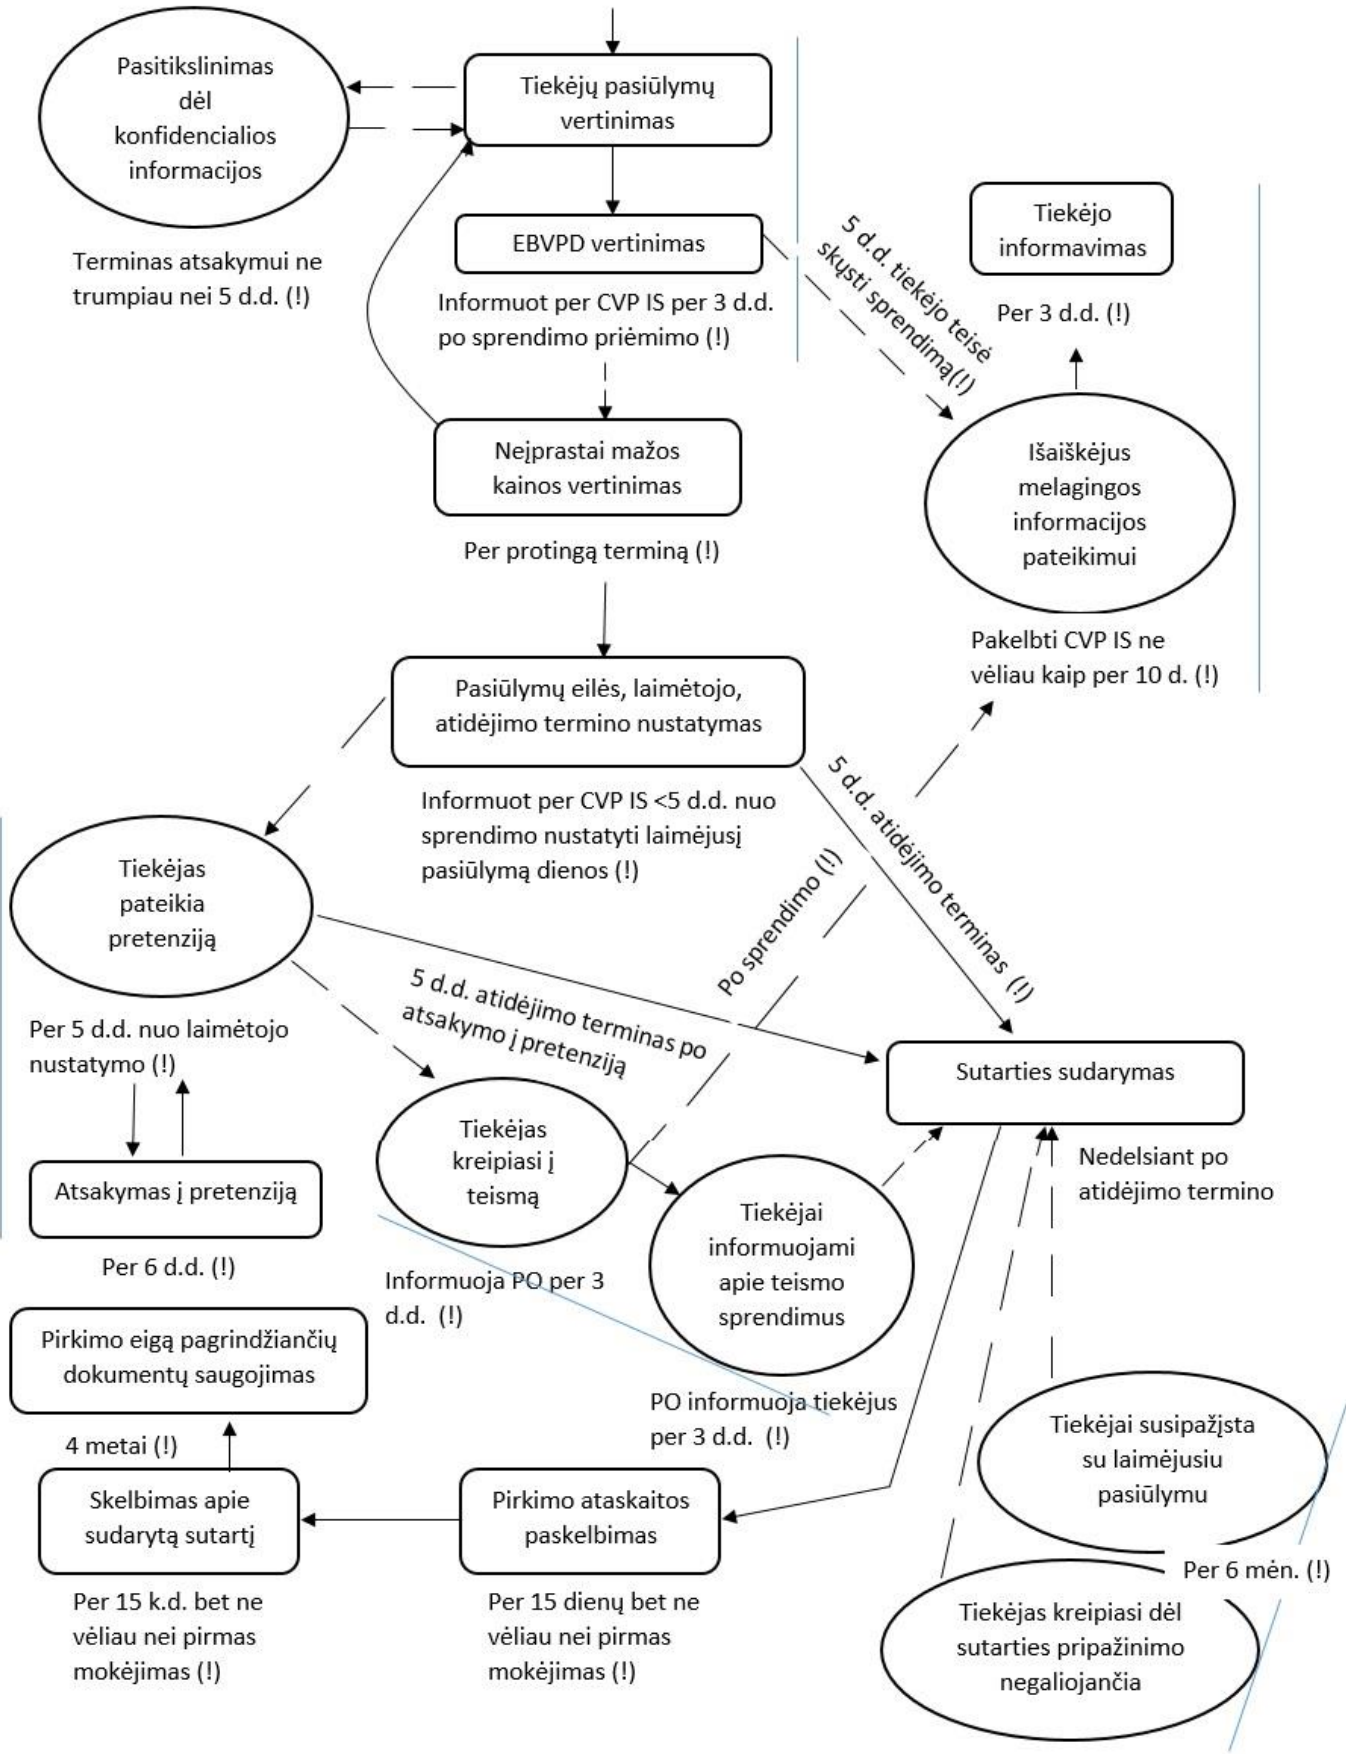 Pasitikslinimas
dėl
konfidencialios
informacijos
Terminas atsakymui ne
trumpiau nei 5 d.d. (!)
Tiekėjų pasiūlymų
vertinimas
EBVPD vertinimas
Informuot per CVP IS per 3 d.d.
po sprendimo priėmimo (!)
5 d.d. tiekėjo teisė
skųsti sprendimą(!)
Tiekėjo
informavimas
Per 3 d.d. (!)
Neįprastai mažos
kainos vertinimas
Per protingą terminą (!)
Išaiškėjus
melagingos
informacijos
pateikimui
Pakelbti CVP IS ne
vėliau kaip per 10 d. (!)
Pasiūlymų eilės, laimėtojo,
atidėjimo termino nustatymas
Informuot per CVP IS <5 d.d. nuo
sprendimo nustatyti laimėjusį
pasiūlymą dienos (!)
5 d.d. atidėjimo terminas (!)
Po sprendimo (!)
Tiekėjas
pateikia
pretenziją
Per 5 d.d. nuo laimėtojo
nustatymo (!)
5 d.d. atidėjimo terminas po
atsakymo į pretenziją
Sutarties sudarymas
Nedelsiant po
atidėjimo termino
Atsakymas į pretenziją
Per 6 d.d. (!)
Tiekėjas
kreipiasi į
teismą
Informuoja PO per 3
d.d. (!)
Tiekėjai
informuojami
apie teismo
sprendimus
PO informuoja tiekėjus
per 3 d.d. (!)
Pirkimo eigą pagrindžiančių
dokumentų saugojimas
4 metai (!)
Skelbimas apie
sudarytą sutartį
Per 15 k.d. bet ne
vėliau nei pirmas
mokėjimas (!)
Pirkimo ataskaitos
paskelbimas
Per 15 dienų bet ne
vėliau nei pirmas
mokėjimas (!)
Tiekėjai susipažįsta
su laimėjusiu
pasiūlymu
Per 6 mėn. (!)
Tiekėjas kreipiasi dėl
sutarties pripažinimo
negaliojančia